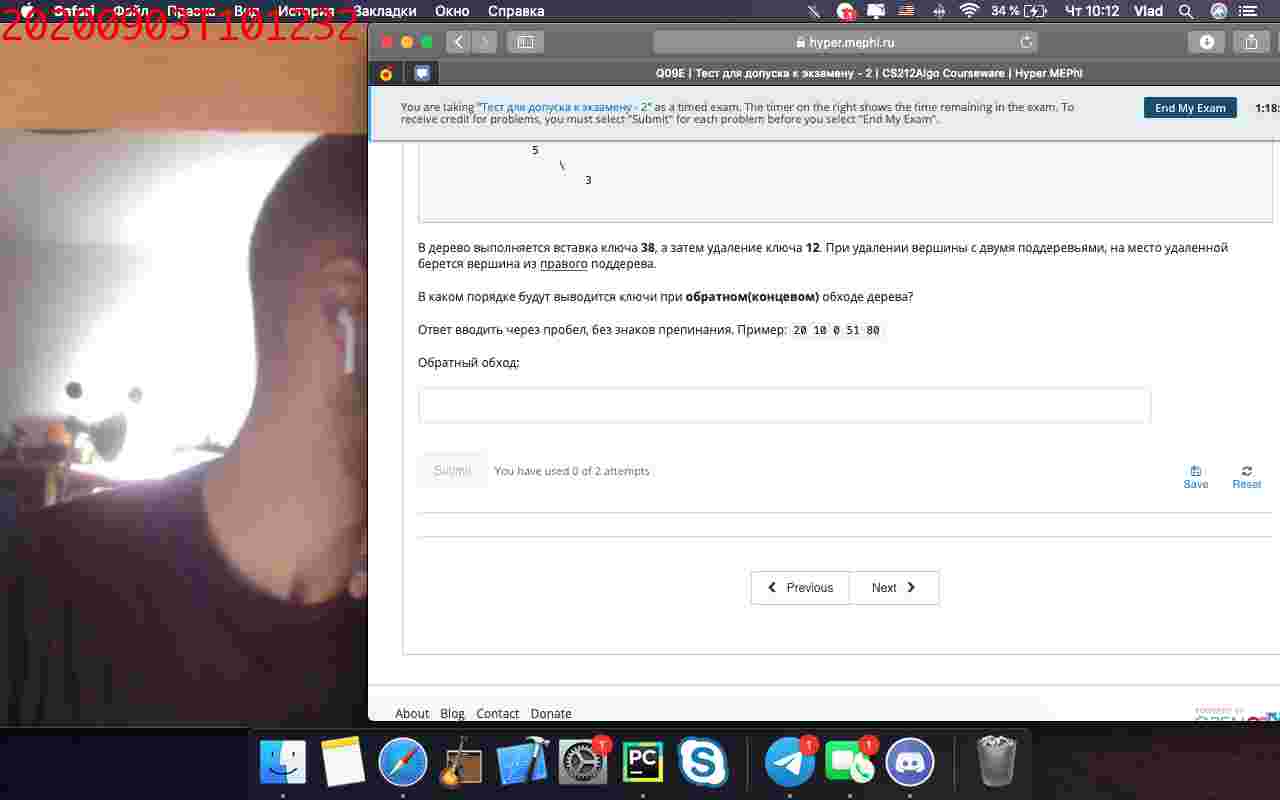 20200903T101232
Safari Файл Правка Вид История Закладки Окно Справка
34 % Чт 10:12 Vlad
hyper.mephi.ru
Q09E | Тест для допуска к экзамену - 2 | CS212Algo Courseware | Hyper.MEPhI
You are taking "Тест для допуска к экзамену - 2" as a timed exam. The timer on the right shows the time remaining in the exam. To
receive credit for problems, you must select "Submit" for each problem before you select "End My Exam".
End My Exam
1:18:
5
\
3
В дерево выполняется вставка ключа 38, а затем удаление ключа 12. При удалении вершины с двумя поддеревьями, на место удаленной
берется вершина из правого поддерева.
В каком порядке будут выводится ключи при обратном(концевом) обходе дерева?
Ответ вводить через пробел, без знаков препинания. Пример: 20 10 0 51 80
Обратный обход:
Submit
You have used 0 of 2 attempts
Save
Reset
Previous
Next
About Blog Contact Donate
POWERED BY
1
PC
1
1